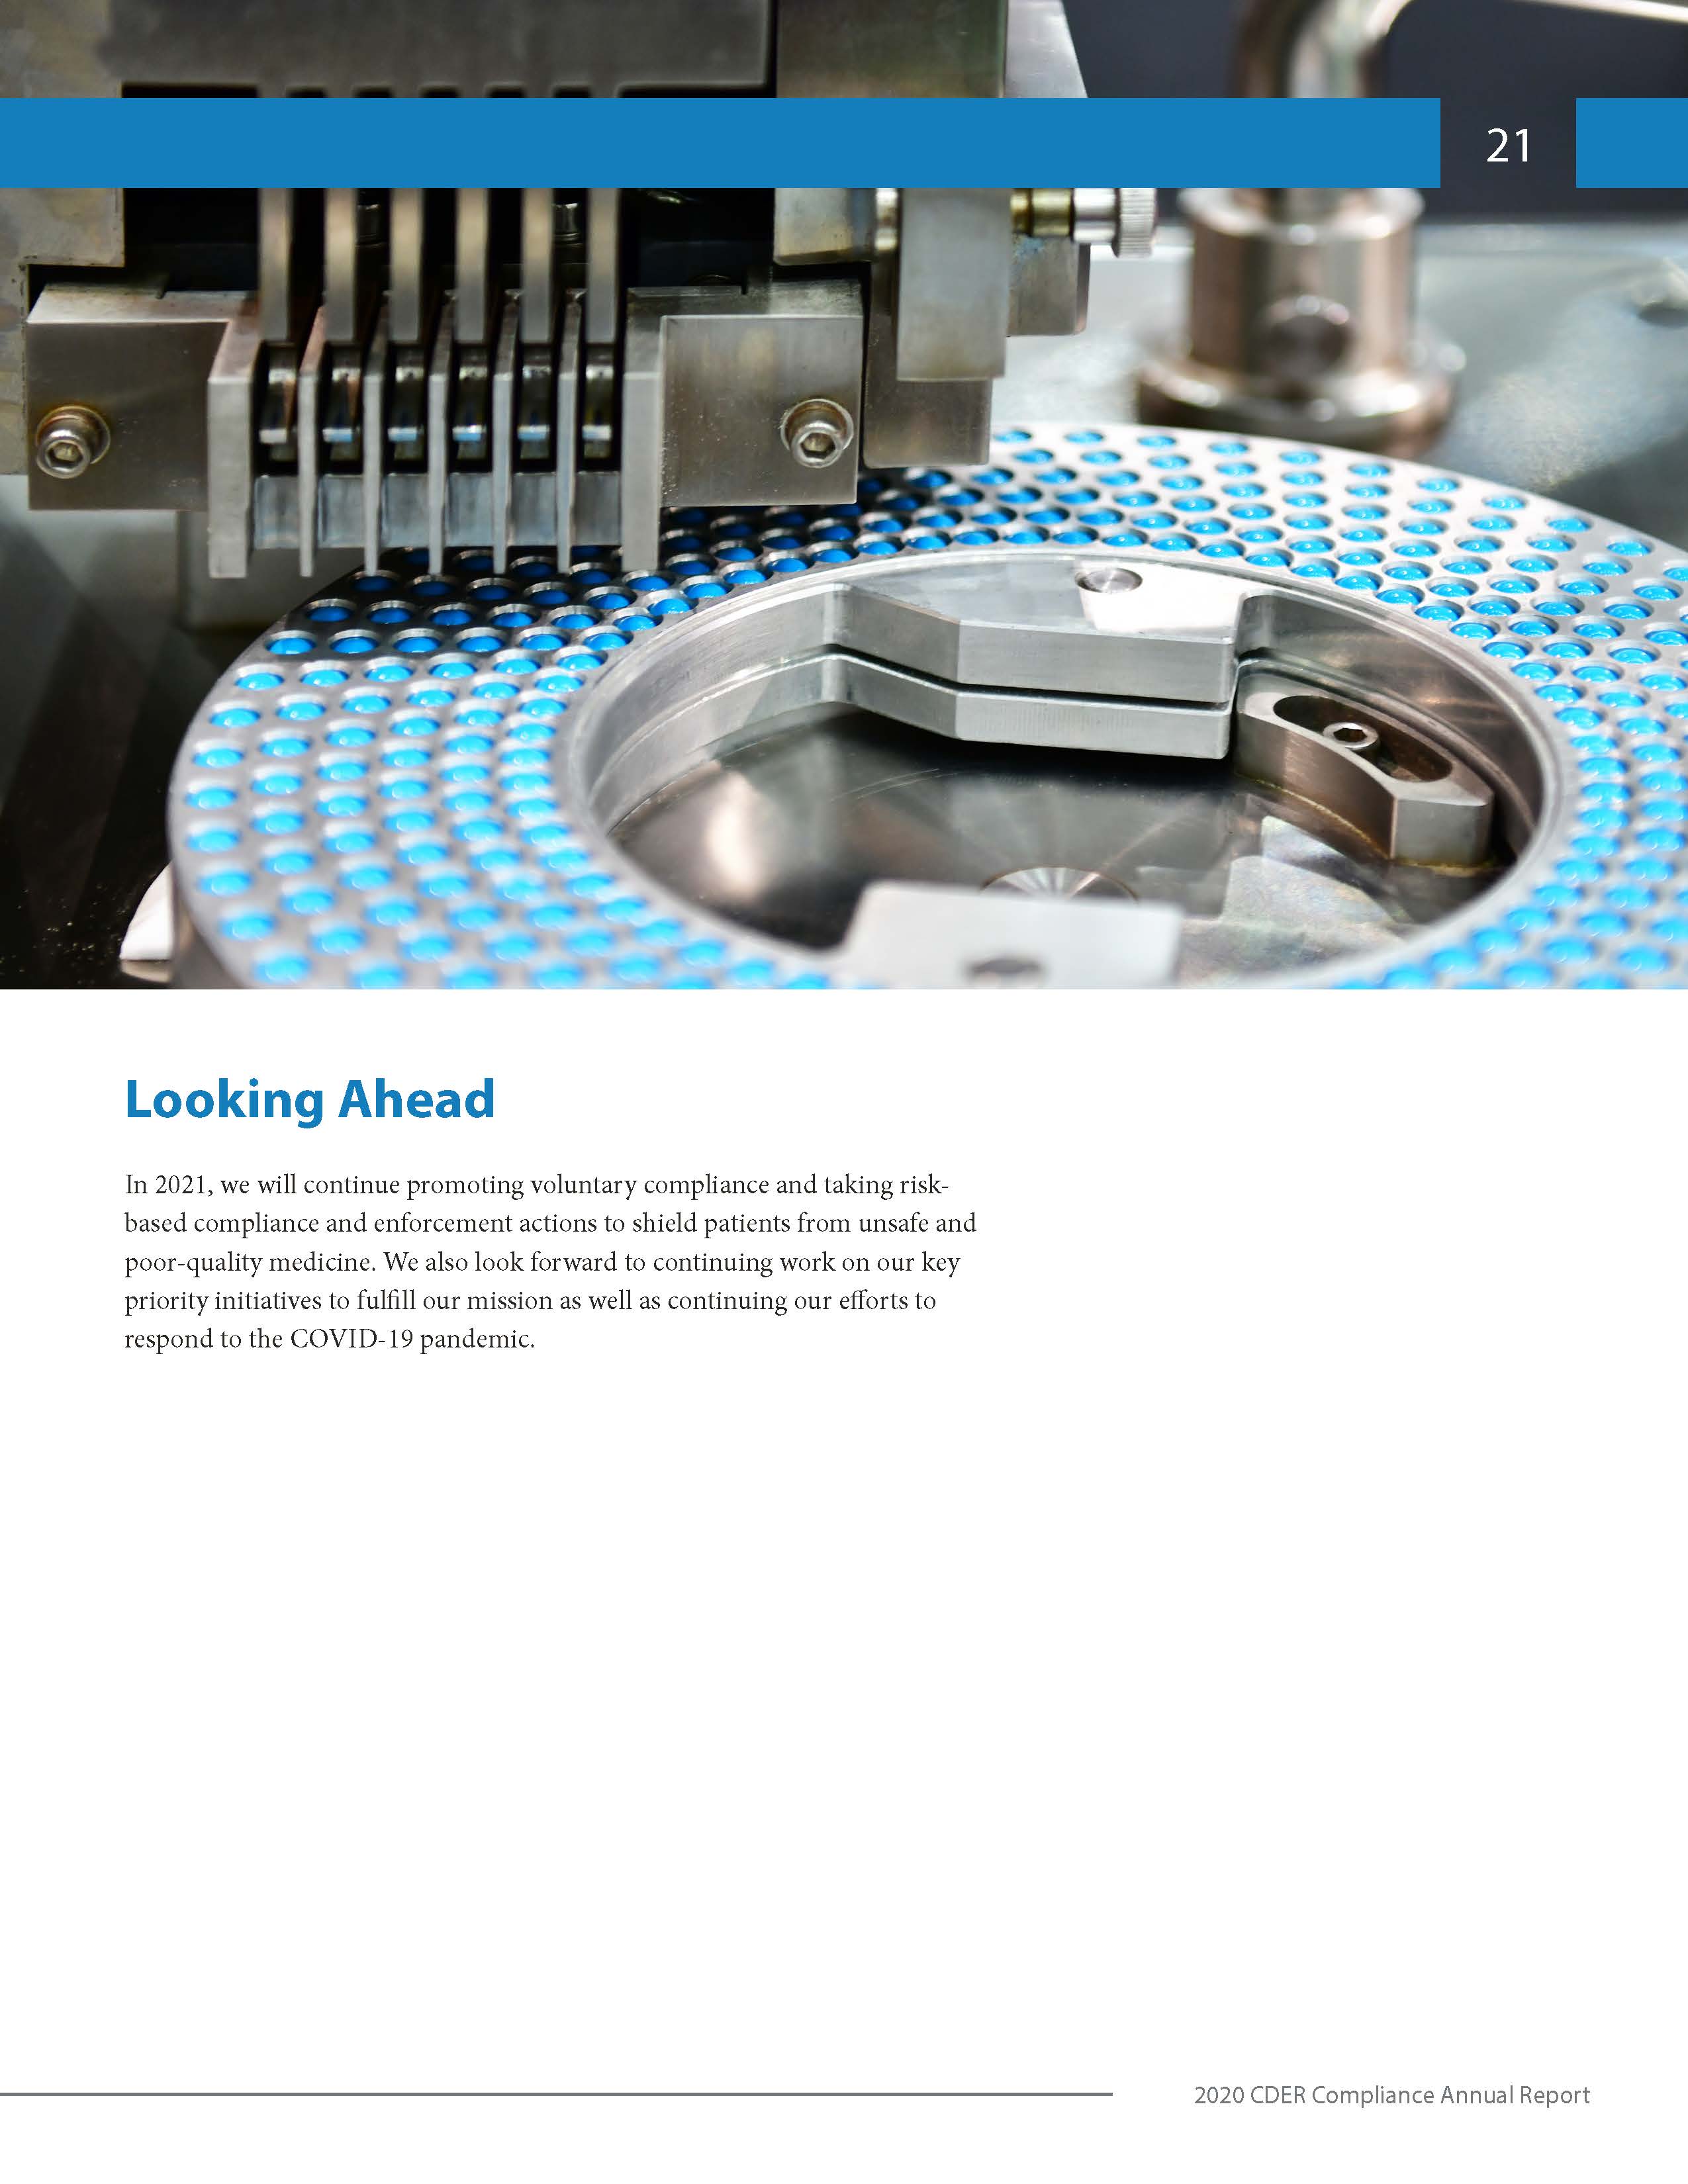 21
Looking Ahead
In 2021, we will continue promoting voluntary compliance and taking risk-
based compliance and enforcement actions to shield patients from unsafe and
poor-quality medicine. We also look forward to continuing work on our key
priority initiatives to fulfill our mission as well as continuing our efforts to
respond to the COVID-19 pandemic.
2020 CDER Compliance Annual Report